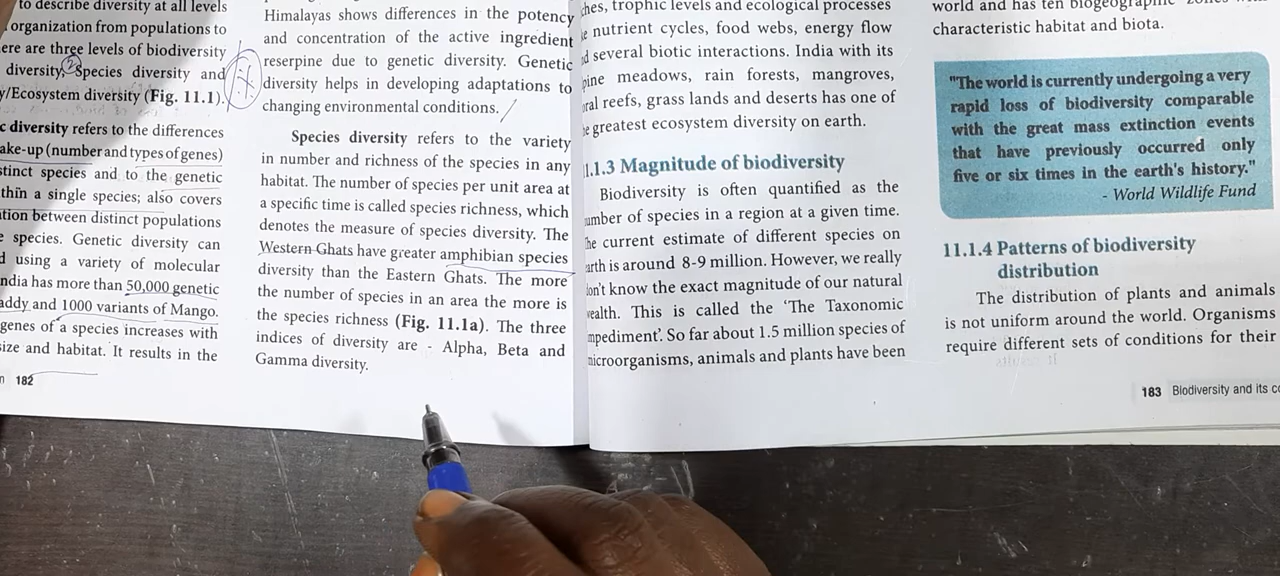 to describe diversity at all levels
organization from populations to
ere are three levels of biodiversity
diversity, Species diversity and
y/Ecosystem diversity (Fig. 11.1).
c diversity refers to the differences
ake-up (number and types of genes)
stinct species and to the genetic
thin a single species; also covers
ation between distinct populations
e species. Genetic diversity can
d using a variety of molecular
ndia has more than 50,000 genetic
addy and 1000 variants of Mango.
genes of a species increases with
size and habitat. It results in the
n 182
Himalayas shows differences in the potency
and concentration of the active ingredient
reserpine due to genetic diversity. Genetic
diversity helps in developing adaptations to
changing environmental conditions.
Species diversity refers to the variety
in number and richness of the species in any
habitat. The number of species per unit area at
a specific time is called species richness, which
denotes the measure of species diversity. The
Western Ghats have greater amphibian species
diversity than the Eastern Ghats. The more
the number of species in an area the more is
the species richness (Fig. 11.1a). The three
indices of diversity are - Alpha, Beta and
Gamma diversity.
hes, trophic levels and ecological processes
e nutrient cycles, food webs, energy flow
d several biotic interactions. India with its
pine meadows, rain forests, mangroves,
oral reefs, grass lands and deserts has one of
e greatest ecosystem diversity on earth.
1.1.3 Magnitude of biodiversity
Biodiversity is often quantified as the
umber of species in a region at a given time.
he current estimate of different species on
arth is around 8-9 million. However, we really
on't know the exact magnitude of our natural
wealth. This is called the 'The Taxonomic
mpediment'. So far about 1.5 million species of
microorganisms, animals and plants have been
world and has ten biogeographic zones with
characteristic habitat and biota.
"The world is currently undergoing a very
rapid loss of biodiversity comparable
with the great mass extinction events
that have previously occurred only
five or six times in the earth's history."
- World Wildlife Fund
11.1.4 Patterns of biodiversity
distribution
The distribution of plants and animals
is not uniform around the world. Organisms
require different sets of conditions for their
183 Biodiversity and its co